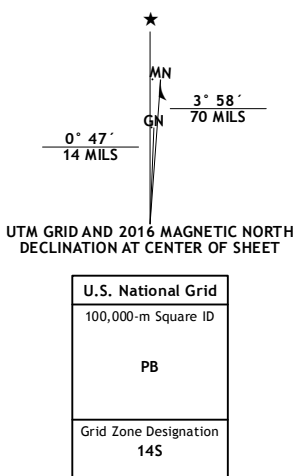 ★
MN
3° 58´
70 MILS
GN
0° 47´
14 MILS
UTM GRID AND 2016 MAGNETIC NORTH
DECLINATION AT CENTER OF SHEET
U.S. National Grid
100,000-m Square ID
PB
Grid Zone Designation
14S